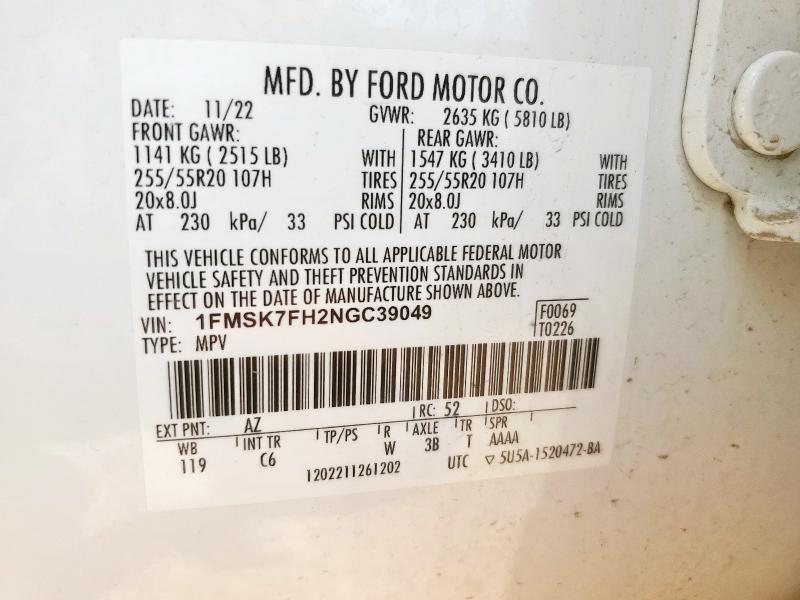 MFD. BY FORD MOTOR CO.
DATE: 11/22 GVWR: 2635 KG ( 5810 LB)
FRONT GAWR: REAR GAWR:
1141 KG ( 2515 LB) WITH 1547 KG ( 3410 LB) WITH
255/55R20 107H TIRES 255/55R20 107H TIRES
20x8.0J RIMS 20x8.0J RIMS
AT 230 kPa/ 33 PSI COLD AT 230 kPa/ 33 PSI COLD
THIS VEHICLE CONFORMS TO ALL APPLICABLE FEDERAL MOTOR
VEHICLE SAFETY AND THEFT PREVENTION STANDARDS IN
EFFECT ON THE DATE OF MANUFACTURE SHOWN ABOVE.
VIN: 1FMSK7FH2NGC39049 F0069
TYPE: MPV T0226
EXT PNT: AZ RC: 52 DSO:
WB INT TR TP/PS R AXLE TR SPR
119 C6 W 3B T AAAA
1202211261202 UTC ▽ 5U5A-1520472-BA